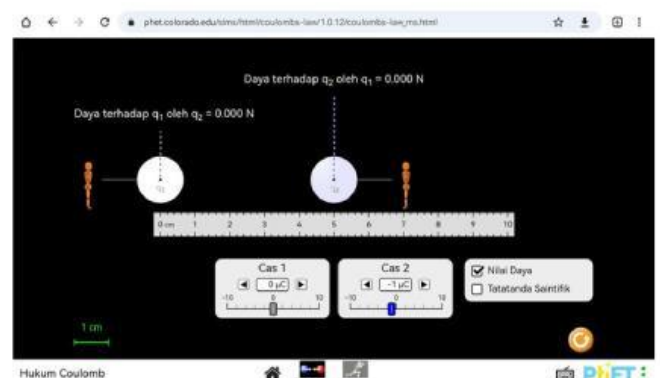 phet.colorado.edu/sims/html/coulombs-law/1.0.12/coulombs-law_ms.html
Daya terhadap q₂ oleh q₁ = 0.000 N
Daya terhadap q₁ oleh q₂ = 0.000 N
0 cm 1 2 3 4 5 6 7 8 9 10
Cas 1
0 μC
-10 0 10
Cas 2
-1 μC
-10 0 10
Nilai Daya
Tatatanda Saintifik
1 cm
Hukum Coulomb
PhET